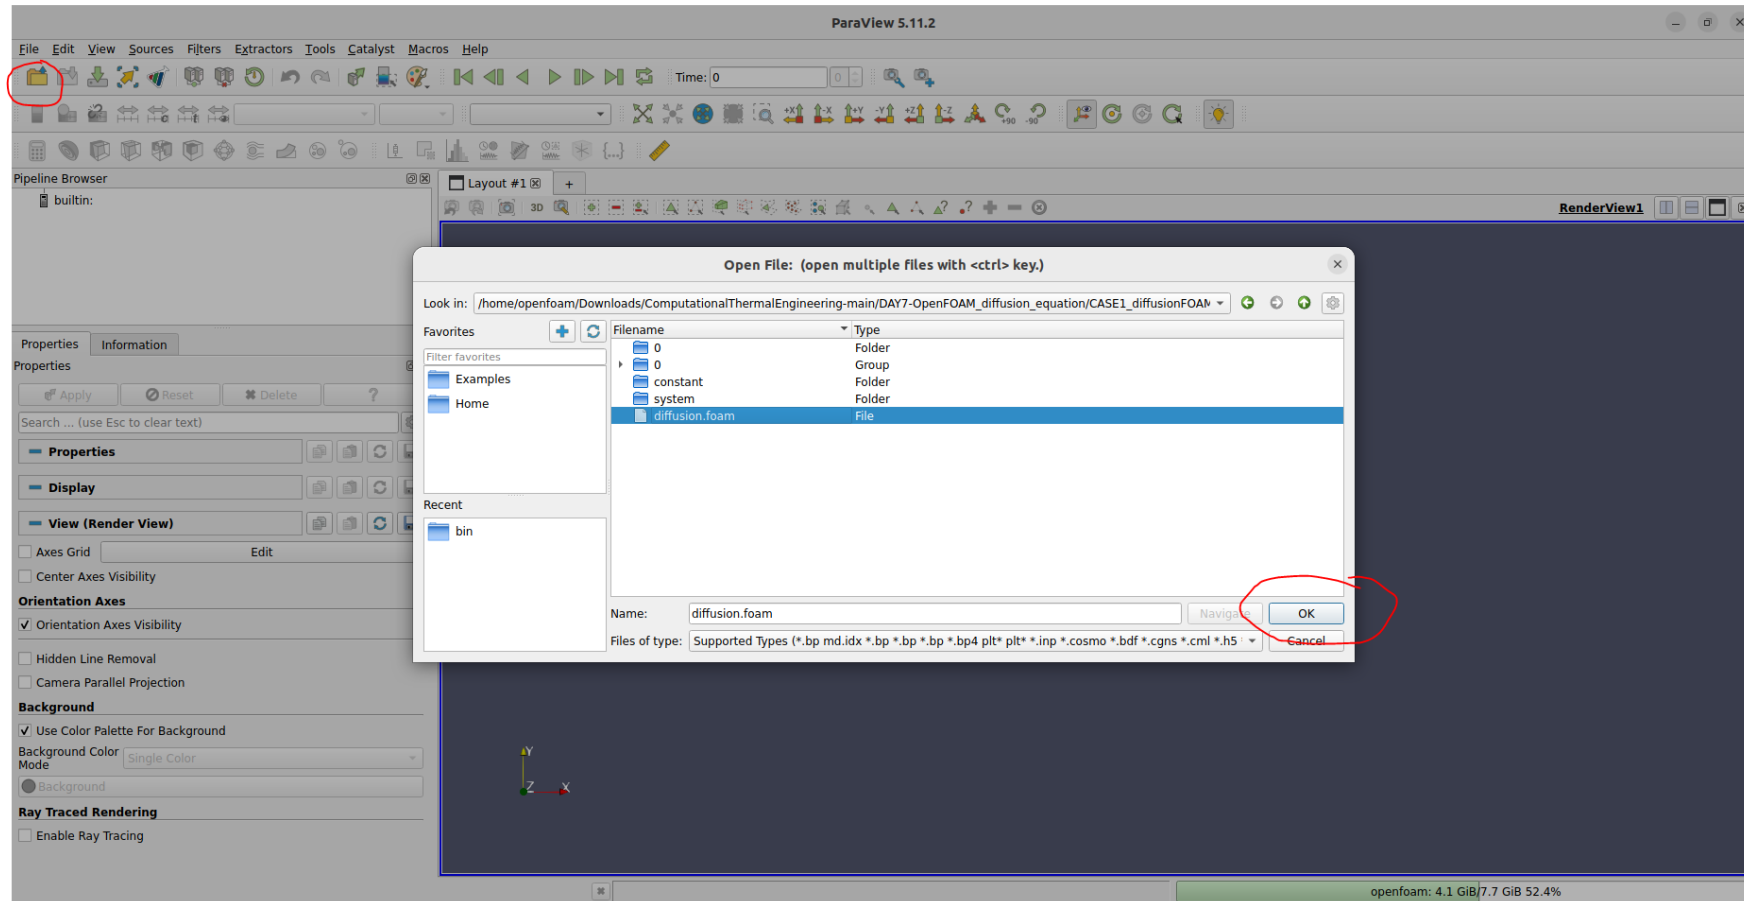 ParaView 5.11.2
File Edit View Sources Filters Extractors Tools Catalyst Macros Help
Time: 0 0
+X -X +Y -Y +Z -Z +90 -90
Pipeline Browser
builtin:
Layout #1 +
3D
RenderView1
Open File: (open multiple files with <ctrl> key.)
Look in: /home/openfoam/Downloads/ComputationalThermalEngineering-main/DAY7-OpenFOAM_diffusion_equation/CASE1_diffusionFOAM
Favorites
Filename Type
Filter favorites
0 Folder
0 Group
constant Folder
system Folder
diffusion.foam File
Examples
Home
Recent
bin
Name: diffusion.foam Navigate OK
Files of type: Supported Types (*.bp md.idx *.bp *.bp *.bp *.bp4 plt* plt* *.inp *.cosmo *.bdf *.cgns *.cml *.h5 Cancel
Properties Information
Properties
Apply Reset Delete ?
Search ... (use Esc to clear text)
Properties
Display
View (Render View)
Axes Grid Edit
Center Axes Visibility
Orientation Axes
Orientation Axes Visibility
Hidden Line Removal
Camera Parallel Projection
Background
Use Color Palette For Background
Background Color
Mode Single Color
Background
Ray Traced Rendering
Enable Ray Tracing
Y
Z X
openfoam: 4.1 GiB/7.7 GiB 52.4%